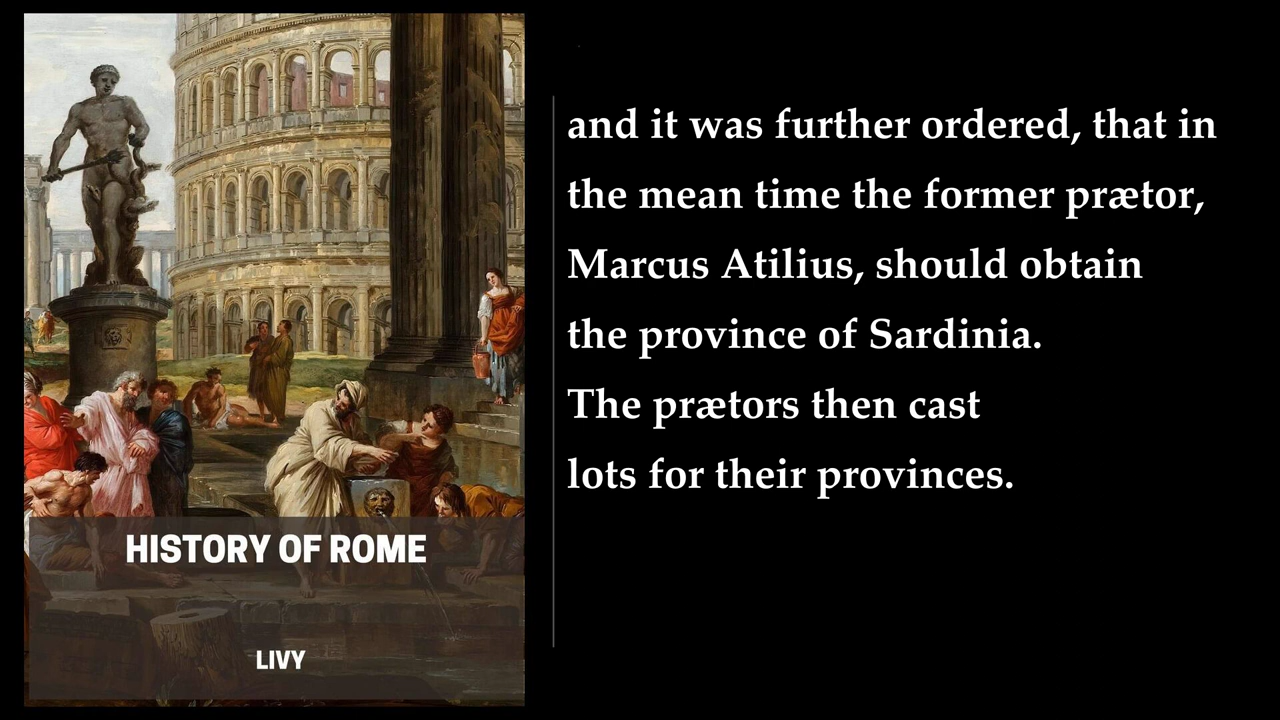 HISTORY OF ROME
LIVY
and it was further ordered, that in
the mean time the former prætor,
Marcus Atilius, should obtain
the province of Sardinia.
The prætors then cast
lots for their provinces.